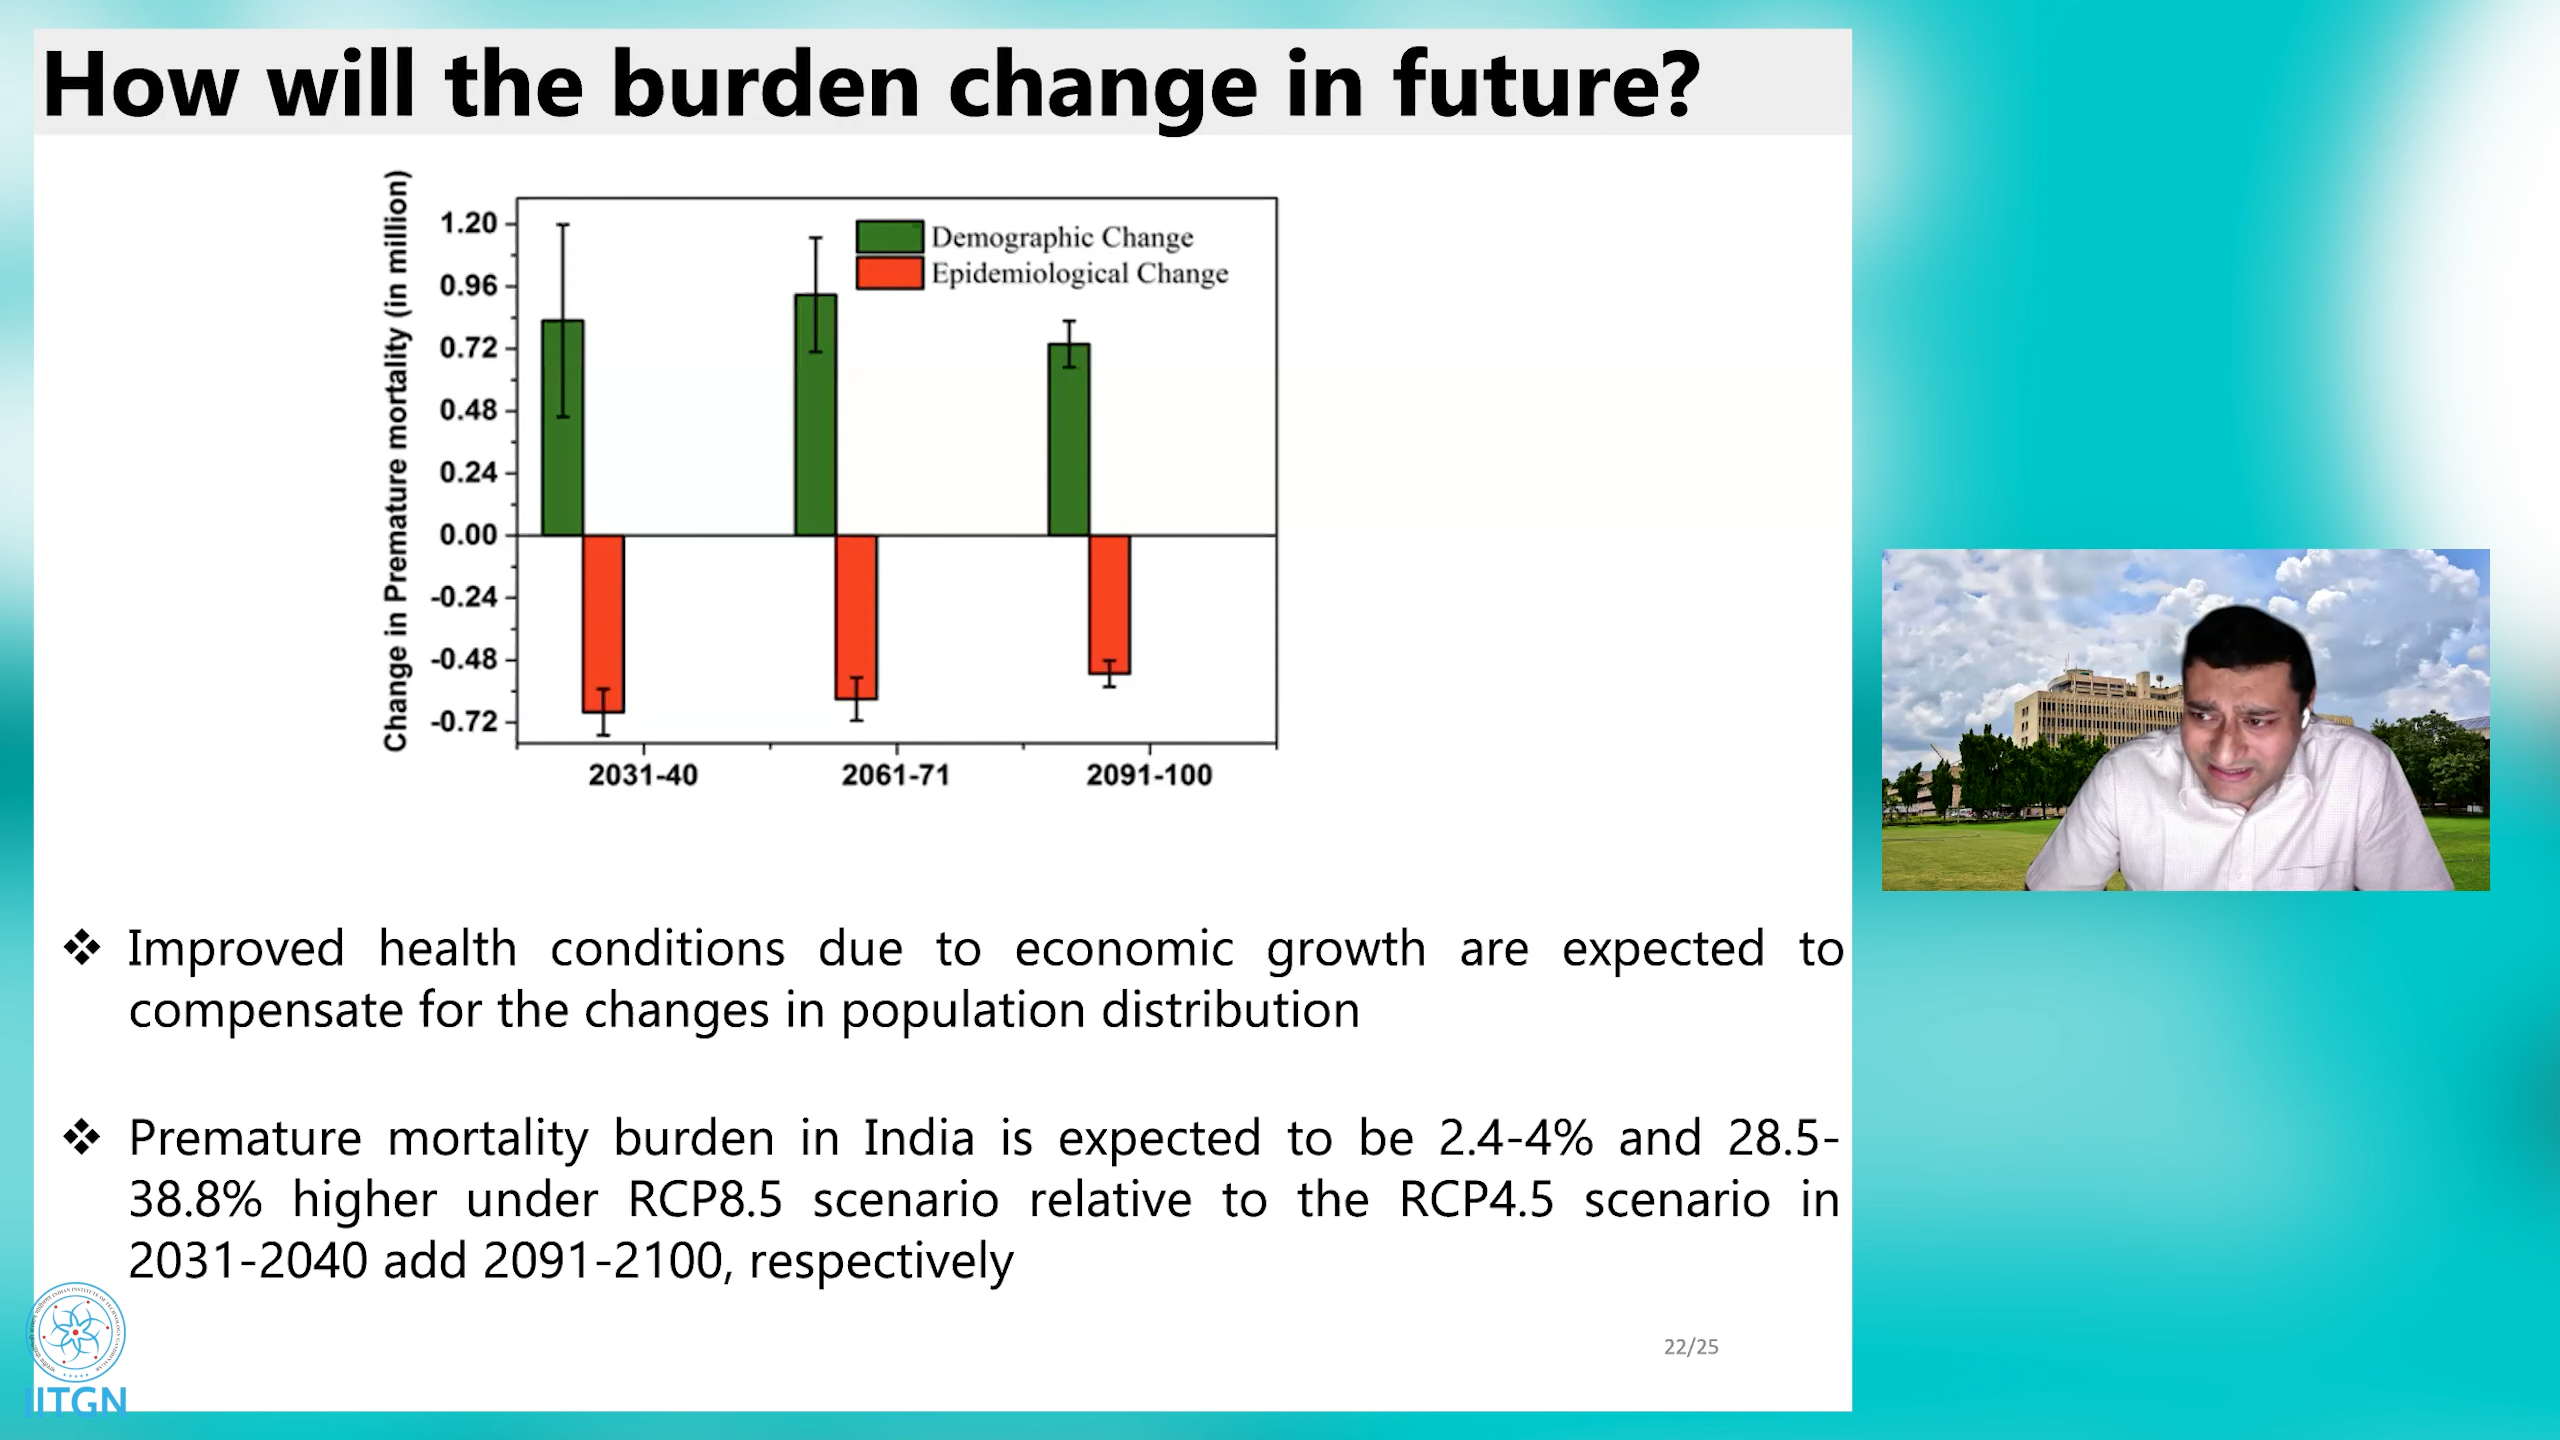 How will the burden change in future?
Change in Premature mortality (in million)
1.20
0.96
0.72
0.48
0.24
0.00
-0.24
-0.48
-0.72
Demographic Change
Epidemiological Change
2031-40
2061-71
2091-100
❖ Improved health conditions due to economic growth are expected to
compensate for the changes in population distribution
❖ Premature mortality burden in India is expected to be 2.4-4% and 28.5-
38.8% higher under RCP8.5 scenario relative to the RCP4.5 scenario in
2031-2040 add 2091-2100, respectively
22/25
IITGN